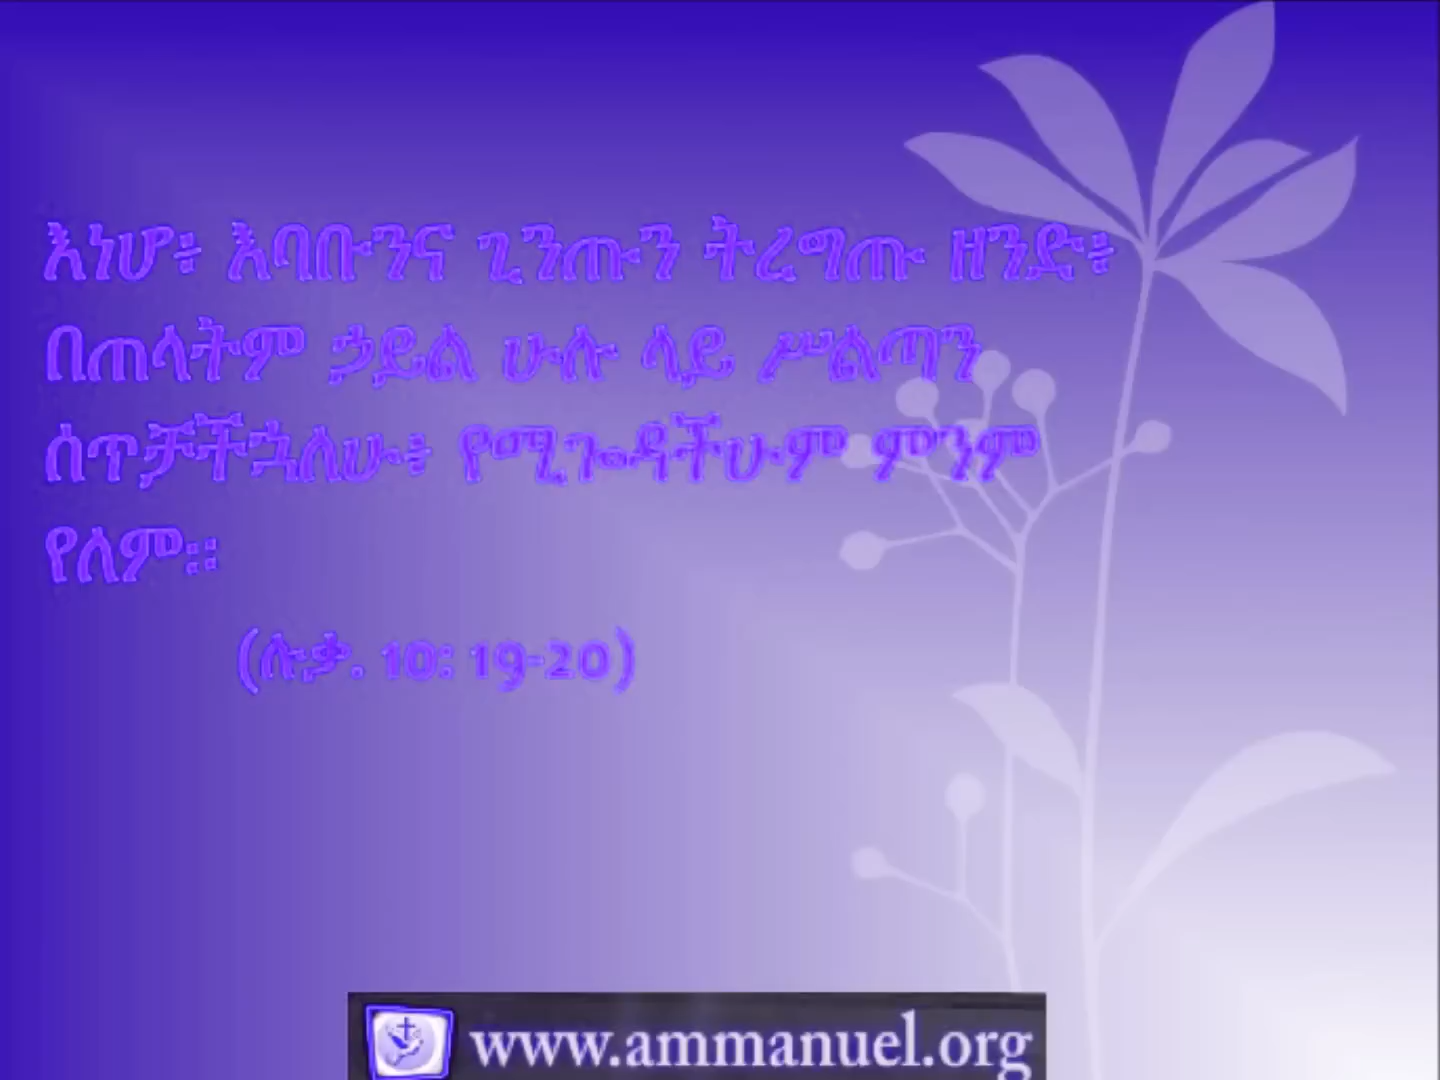 እነሆ፥ እባቡንና ጊንጡን ትረግጡ ዘንድ፥
በጠላትም ኃይል ሁሉ ላይ ሥልጣን
ሰጥቻችኋለሁ፥ የሚጐዳችሁም ምንም
የለም።
(ሉቃ. 10: 19-20)
www.ammanuel.org